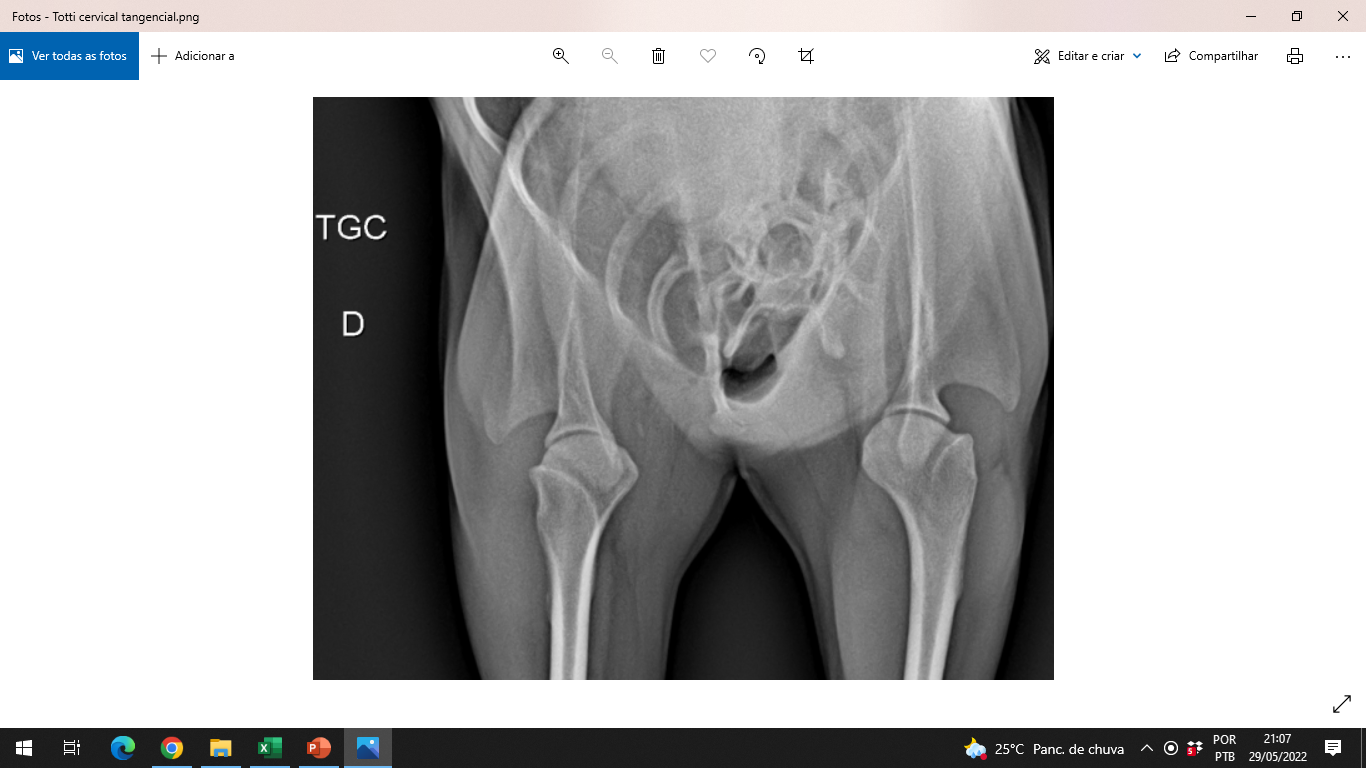 Fotos - Totti cervical tangencial.png
Ver todas as fotos
Adicionar a
Editar e criar
Compartilhar
TGC
D
25°C Panc. de chuva
POR
PTB
21:07
29/05/2022